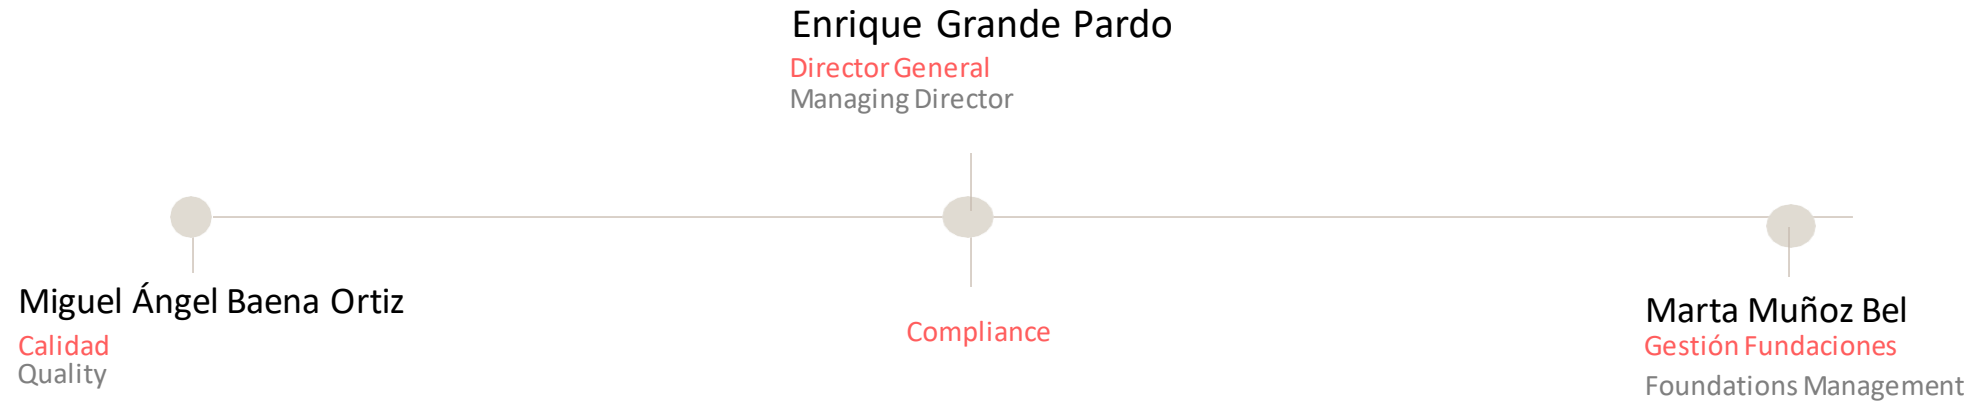 Enrique Grande Pardo
Director General
Managing Director
Miguel Ángel Baena Ortiz
Calidad
Quality
Compliance
Marta Muñoz Bel
Gestión Fundaciones
Foundations Management